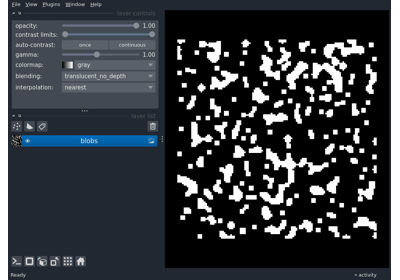 File View Plugins Window Help
layer controls
opacity: 1.00
contrast limits:
auto-contrast: once continuous
gamma: 1.00
colormap: gray
blending: translucent_no_depth
interpolation: nearest
layer list
blobs
Ready activity